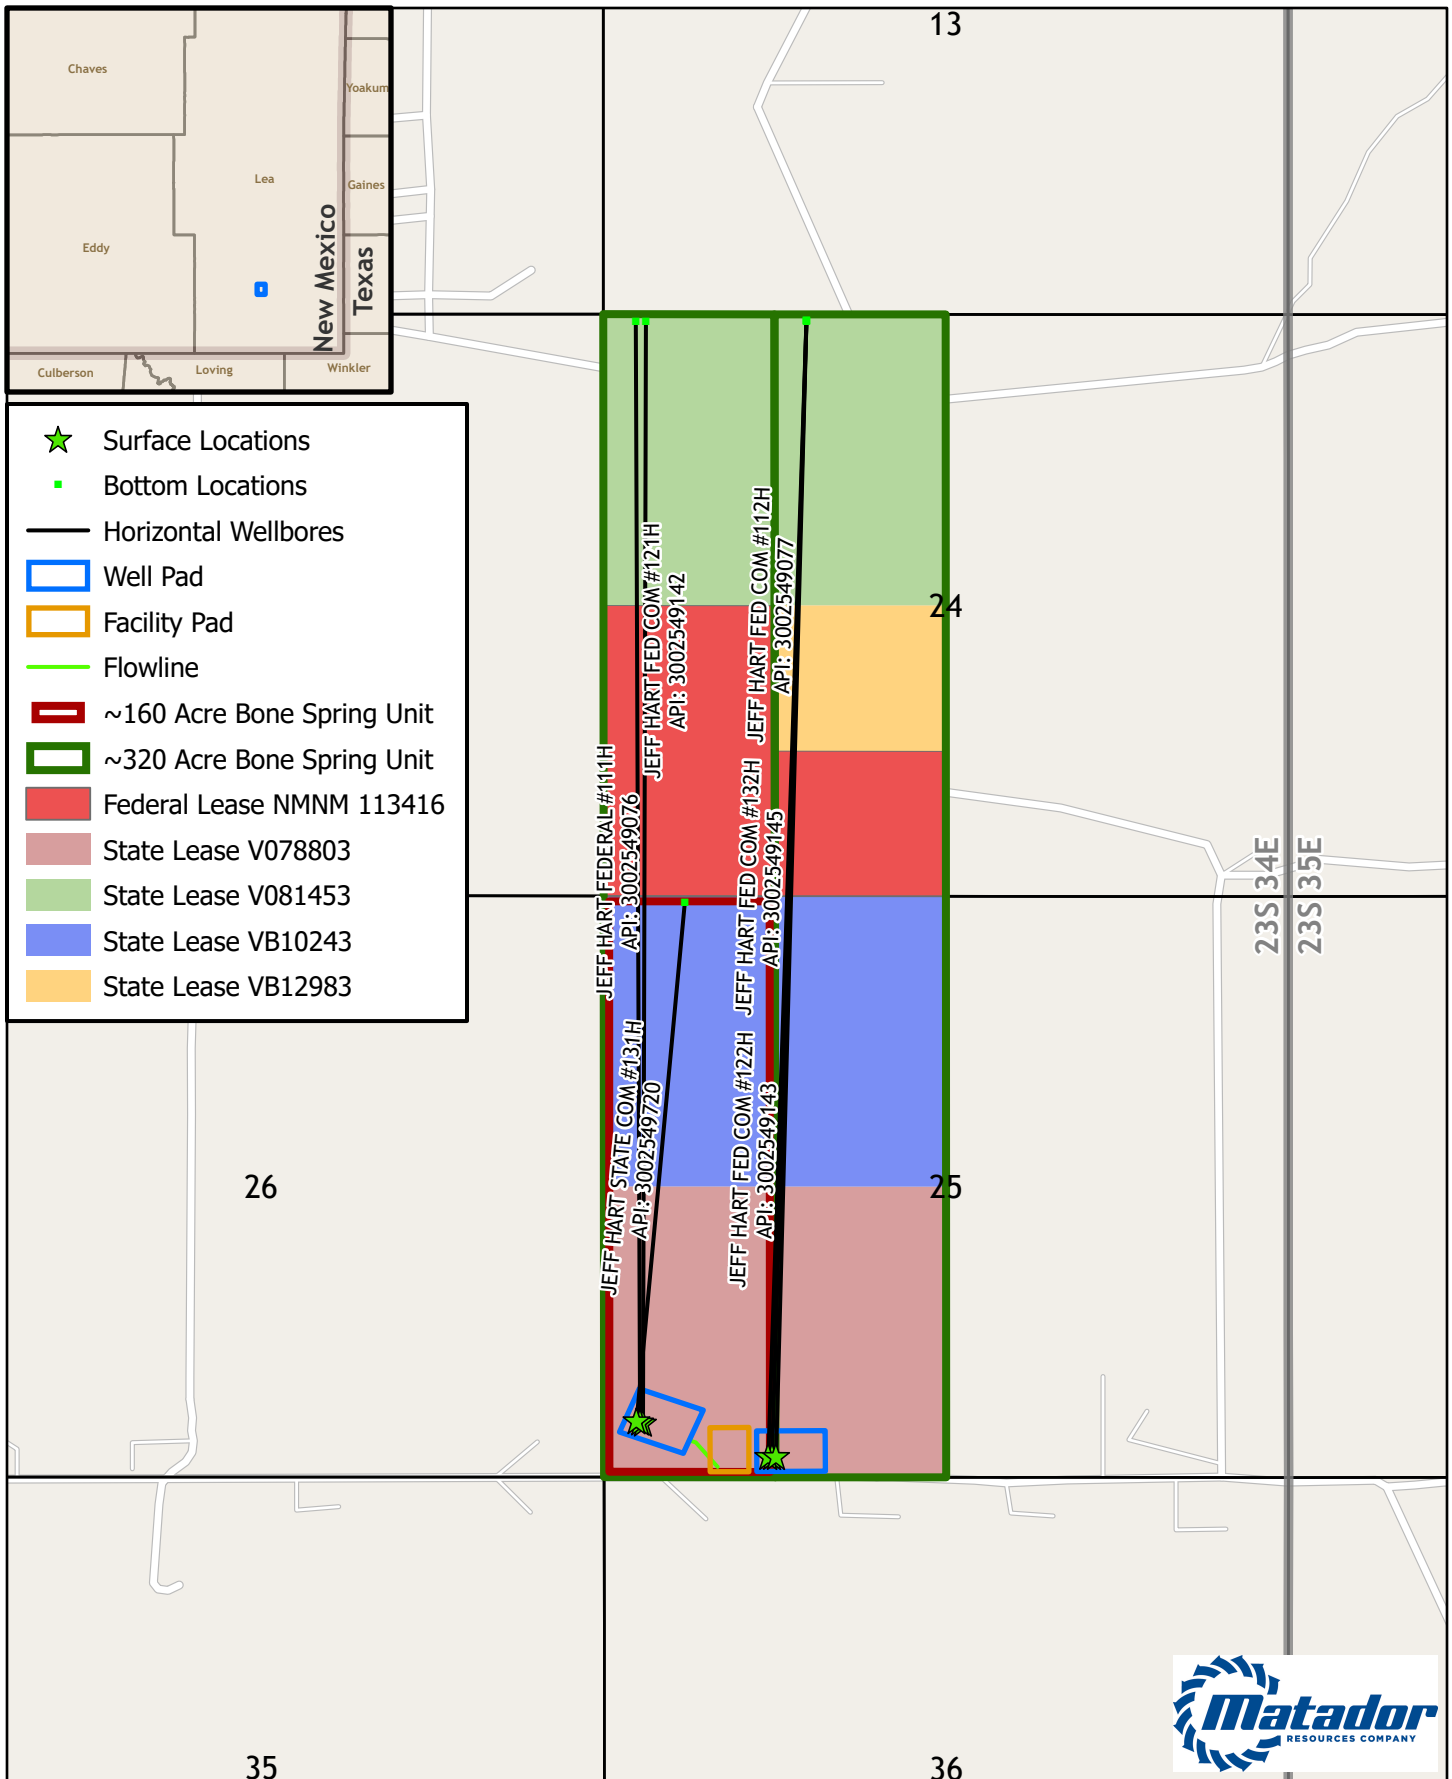 Chaves
Yoakum
Lea
Gaines
Eddy
New Mexico
Texas
Culberson
Loving
Winkler
13
Surface Locations
Bottom Locations
Horizontal Wellbores
Well Pad
Facility Pad
Flowline
~160 Acre Bone Spring Unit
~320 Acre Bone Spring Unit
Federal Lease NMNM 113416
State Lease V078803
State Lease V081453
State Lease VB10243
State Lease VB12983
JEFF HART FED COM #121H
API: 3002549142
JEFF HART FED COM #112H
API: 3002549077
24
JEFF HART FEDERAL #111H
API: 3002549076
JEFF HART FED COM #132H
API: 3002549145
23S 34E
23S 35E
JEFF HART STATE COM #131H
API: 3002549720
JEFF HART FED COM #122H
API: 3002549143
26
25
35
36
Matador
RESOURCES COMPANY